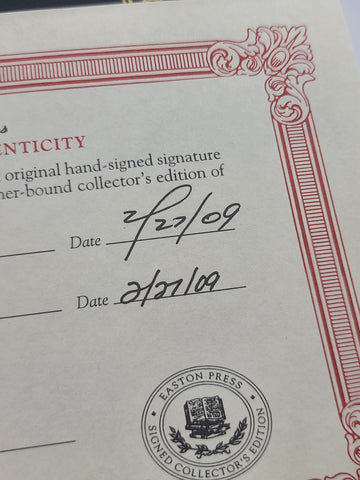 ENTICITY
original hand-signed signature
her-bound collector's edition of
Date 2/27/09
Date 2/27/09
EASTON PRESS
SIGNED COLLECTOR'S EDITION